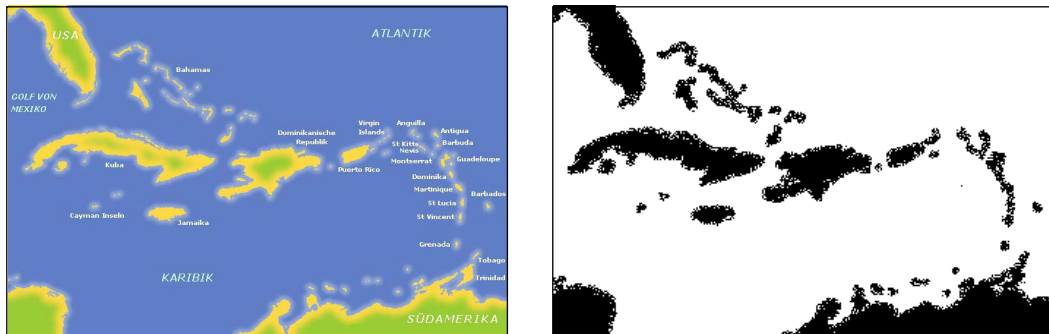 USA
ATLANTIK
Bahamas
GOLF VON
MEXIKO
Virgin
Islands
Anguilla
Dominikanische
Republik
Antigua
Barbuda
St Kitts
Nevis
Montserrat
Guadeloupe
Kuba
Puerto Rico
Dominika
Martinique
Barbados
St Lucia
Cayman Inseln
Jamaika
St Vincent
Grenada
Tobago
KARIBIK
Trinidad
SÜDAMERIKA